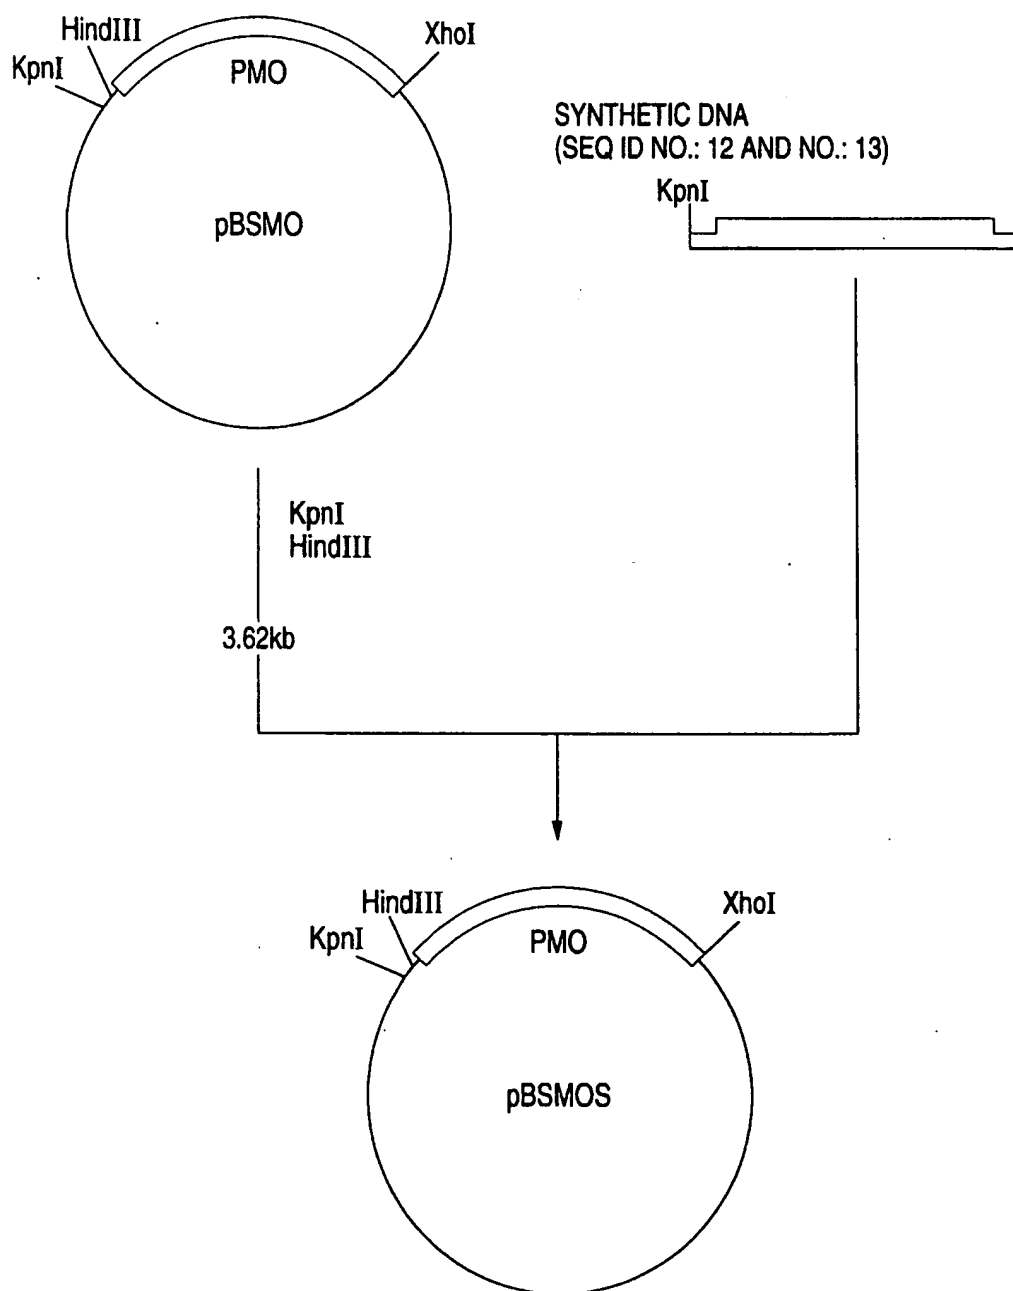 HindIII
XhoI
KpnI
PMO
pBSMO
SYNTHETIC DNA
(SEQ ID NO.: 12 AND NO.: 13)
KpnI
KpnI
HindIII
3.62kb
HindIII
XhoI
KpnI
PMO
pBSMOS